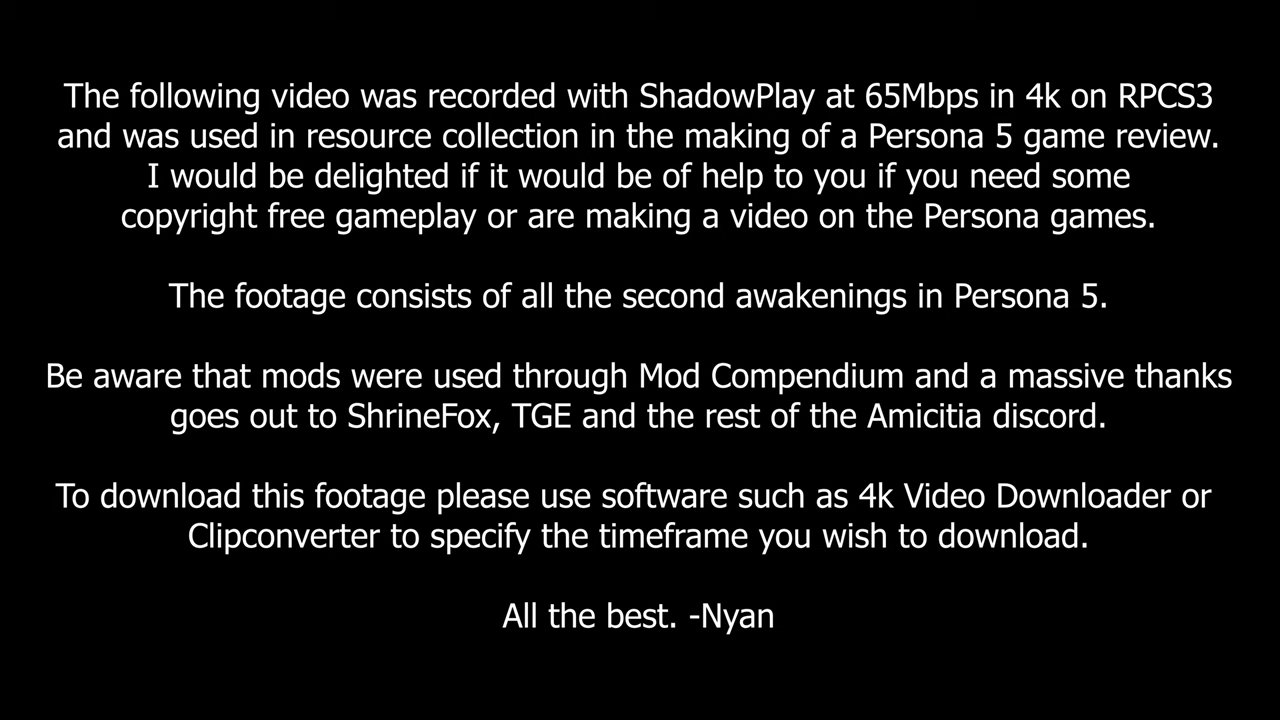 The following video was recorded with ShadowPlay at 65Mbps in 4k on RPCS3
and was used in resource collection in the making of a Persona 5 game review.
I would be delighted if it would be of help to you if you need some
copyright free gameplay or are making a video on the Persona games.
The footage consists of all the second awakenings in Persona 5.
Be aware that mods were used through Mod Compendium and a massive thanks
goes out to ShrineFox, TGE and the rest of the Amicitia discord.
To download this footage please use software such as 4k Video Downloader or
Clipconverter to specify the timeframe you wish to download.
All the best. -Nyan